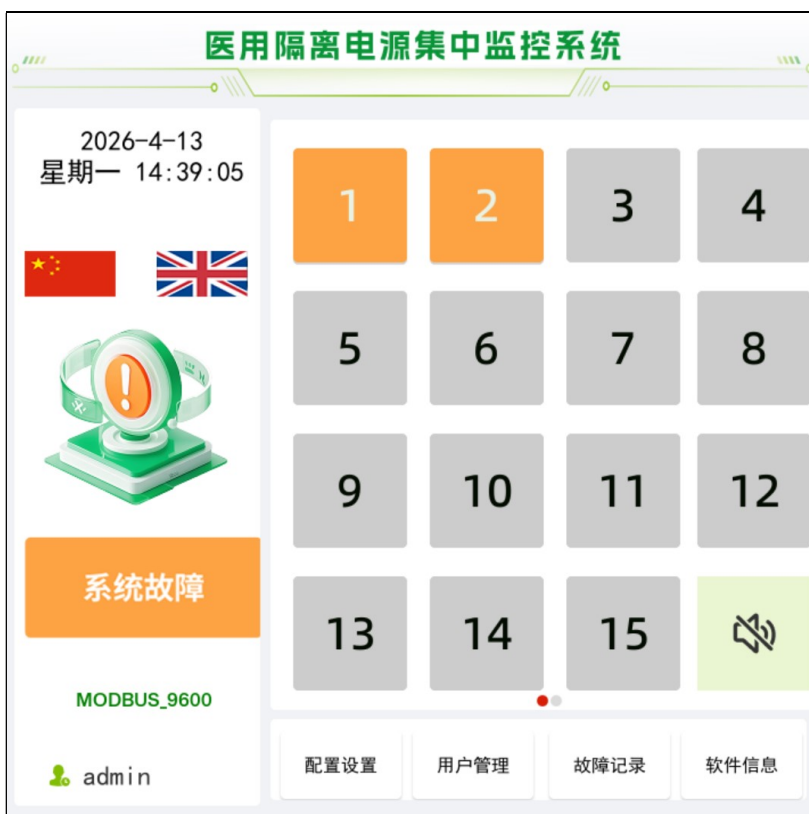 医用隔离电源集中监控系统
2026-4-13
星期一 14:39:05
1 2 3 4
5 6 7 8
9 10 11 12
13 14 15
系统故障
MODBUS_9600
admin
配置设置 用户管理 故障记录 软件信息